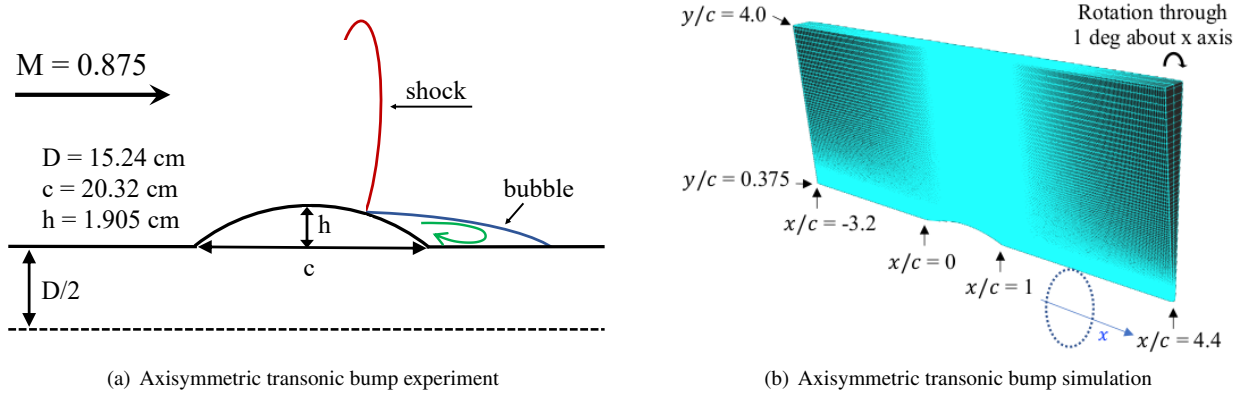 M = 0.875
shock
D = 15.24 cm
c = 20.32 cm
h = 1.905 cm
bubble
h
c
D/2
(a) Axisymmetric transonic bump experiment
y/c = 4.0
Rotation through
1 deg about x axis
y/c = 0.375
x/c = -3.2
x/c = 0
x/c = 1
x
x/c = 4.4
(b) Axisymmetric transonic bump simulation